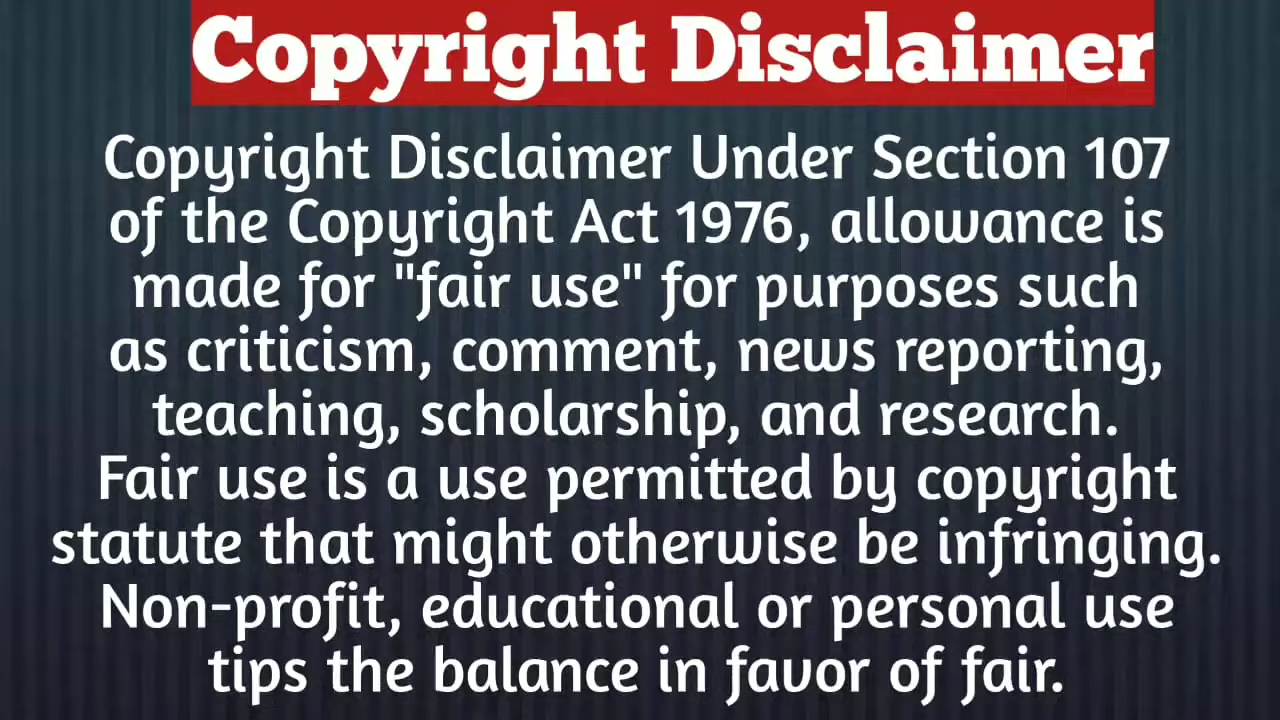 Copyright Disclaimer
Copyright Disclaimer Under Section 107
of the Copyright Act 1976, allowance is
made for "fair use" for purposes such
as criticism, comment, news reporting,
teaching, scholarship, and research.
Fair use is a use permitted by copyright
statute that might otherwise be infringing.
Non-profit, educational or personal use
tips the balance in favor of fair.